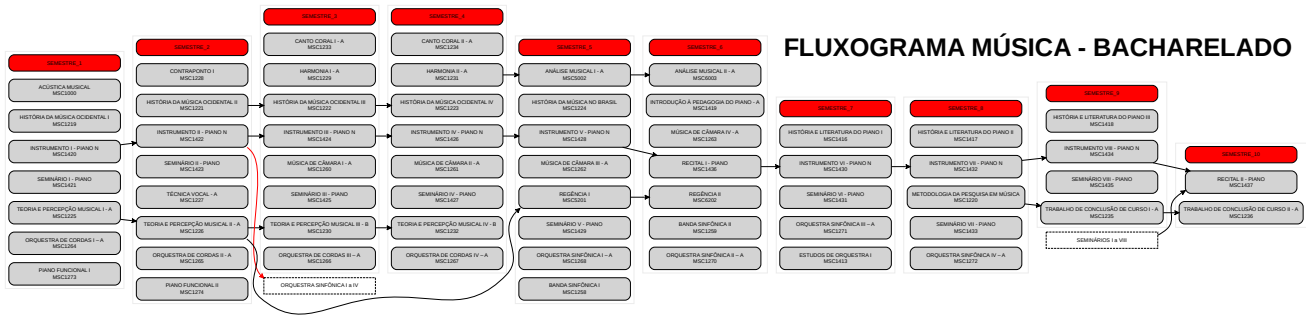 FLUXOGRAMA MÚSICA - BACHARELADO
SEMESTRE_1
ACÚSTICA MUSICAL
MSC1000
HISTÓRIA DA MÚSICA OCIDENTAL I
MSC1219
INSTRUMENTO I - PIANO N
MSC1420
SEMINÁRIO I - PIANO
MSC1421
TEORIA E PERCEPÇÃO MUSICAL I - A
MSC1225
ORQUESTRA DE CORDAS I – A
MSC1264
PIANO FUNCIONAL I
MSC1273
SEMESTRE_2
CONTRAPONTO I
MSC1228
HISTÓRIA DA MÚSICA OCIDENTAL II
MSC1221
INSTRUMENTO II - PIANO N
MSC1422
SEMINÁRIO II - PIANO
MSC1423
TÉCNICA VOCAL - A
MSC1227
TEORIA E PERCEPÇÃO MUSICAL II - A
MSC1226
ORQUESTRA DE CORDAS II - A
MSC1265
PIANO FUNCIONAL II
MSC1274
SEMESTRE_3
CANTO CORAL I - A
MSC1233
HARMONIA I - A
MSC1229
HISTÓRIA DA MÚSICA OCIDENTAL III
MSC1222
INSTRUMENTO III - PIANO N
MSC1424
MÚSICA DE CÂMARA I - A
MSC1260
SEMINÁRIO III - PIANO
MSC1425
TEORIA E PERCEPÇÃO MUSICAL III - B
MSC1230
ORQUESTRA DE CORDAS III – A
MSC1266
ORQUESTRA SINFÔNICA I a IV
SEMESTRE_4
CANTO CORAL II - A
MSC1234
HARMONIA II - A
MSC1231
HISTÓRIA DA MÚSICA OCIDENTAL IV
MSC1223
INSTRUMENTO IV - PIANO N
MSC1426
MÚSICA DE CÂMARA II - A
MSC1261
SEMINÁRIO IV - PIANO
MSC1427
TEORIA E PERCEPÇÃO MUSICAL IV - B
MSC1232
ORQUESTRA DE CORDAS IV – A
MSC1267
SEMESTRE_5
ANÁLISE MUSICAL I - A
MSC5002
HISTÓRIA DA MÚSICA NO BRASIL
MSC1224
INSTRUMENTO V - PIANO N
MSC1428
MÚSICA DE CÂMARA III - A
MSC1262
REGÊNCIA I
MSC5201
SEMINÁRIO V - PIANO
MSC1429
ORQUESTRA SINFÔNICA I – A
MSC1268
BANDA SINFÔNICA I
MSC1258
SEMESTRE_6
ANÁLISE MUSICAL II - A
MSC6003
INTRODUÇÃO À PEDAGOGIA DO PIANO - A
MSC1419
MÚSICA DE CÂMARA IV - A
MSC1263
RECITAL I - PIANO
MSC1436
REGÊNCIA II
MSC6202
BANDA SINFÔNICA II
MSC1259
ORQUESTRA SINFÔNICA II – A
MSC1270
SEMESTRE_7
HISTÓRIA E LITERATURA DO PIANO I
MSC1416
INSTRUMENTO VI - PIANO N
MSC1430
SEMINÁRIO VI - PIANO
MSC1431
ORQUESTRA SINFÔNICA III – A
MSC1271
ESTUDOS DE ORQUESTRA I
MSC1413
SEMESTRE_8
HISTÓRIA E LITERATURA DO PIANO II
MSC1417
INSTRUMENTO VII - PIANO N
MSC1432
METODOLOGIA DA PESQUISA EM MÚSICA
MSC1220
SEMINÁRIO VII - PIANO
MSC1433
ORQUESTRA SINFÔNICA IV – A
MSC1272
SEMESTRE_9
HISTÓRIA E LITERATURA DO PIANO III
MSC1418
INSTRUMENTO VIII - PIANO N
MSC1434
SEMINÁRIO VIII - PIANO
MSC1435
TRABALHO DE CONCLUSÃO DE CURSO I - A
MSC1235
SEMINÁRIOS I a VIII
SEMESTRE_10
RECITAL II - PIANO
MSC1437
TRABALHO DE CONCLUSÃO DE CURSO II - A
MSC1236